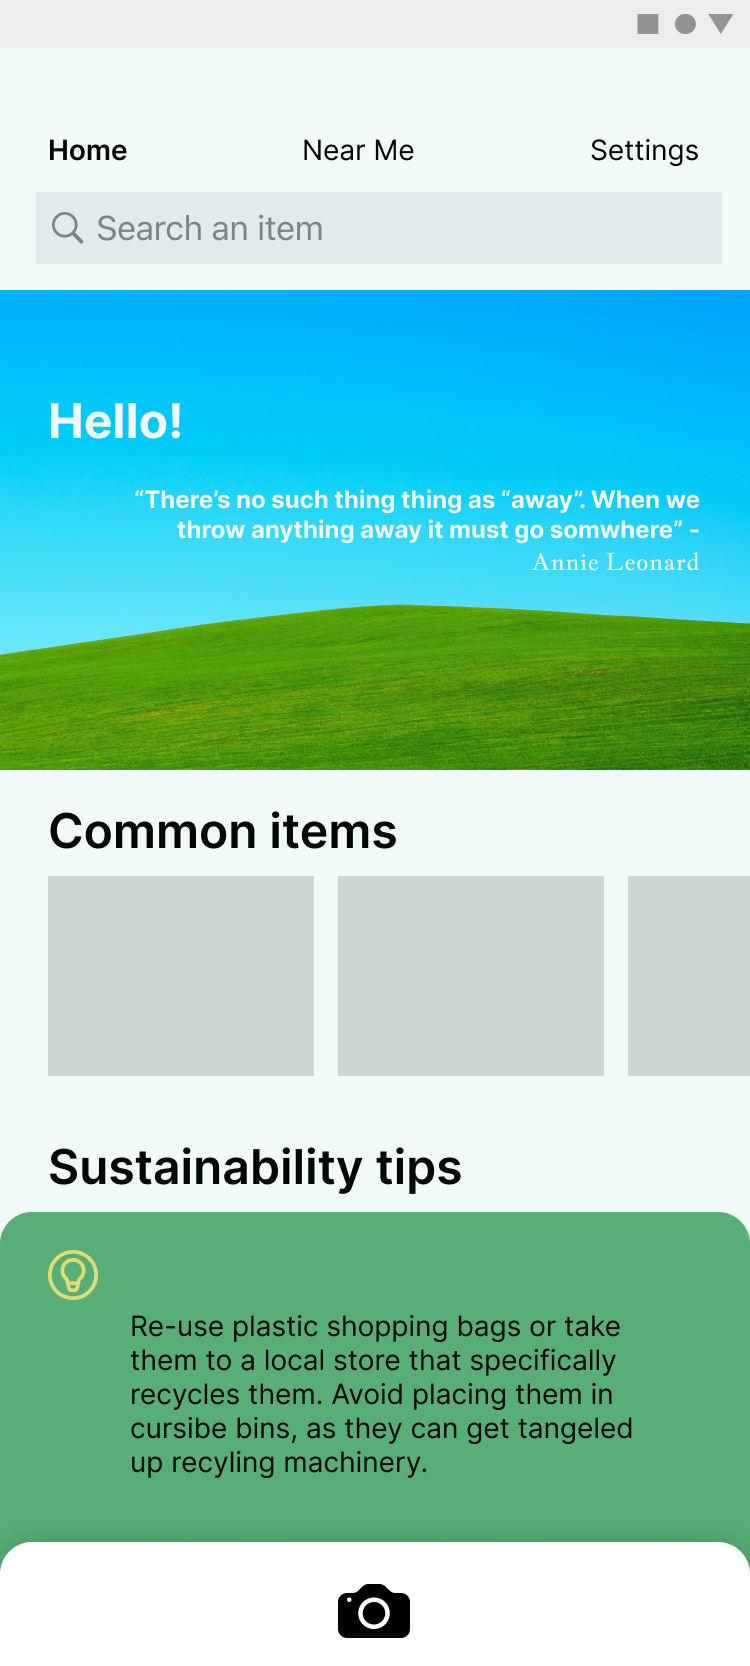 Home
Near Me
Settings
Search an item
Hello!
“There’s no such thing thing as “away”. When we
throw anything away it must go somwhere” -
Annie Leonard
Common items
Sustainability tips
Re-use plastic shopping bags or take
them to a local store that specifically
recycles them. Avoid placing them in
cursibe bins, as they can get tangeled
up recyling machinery.